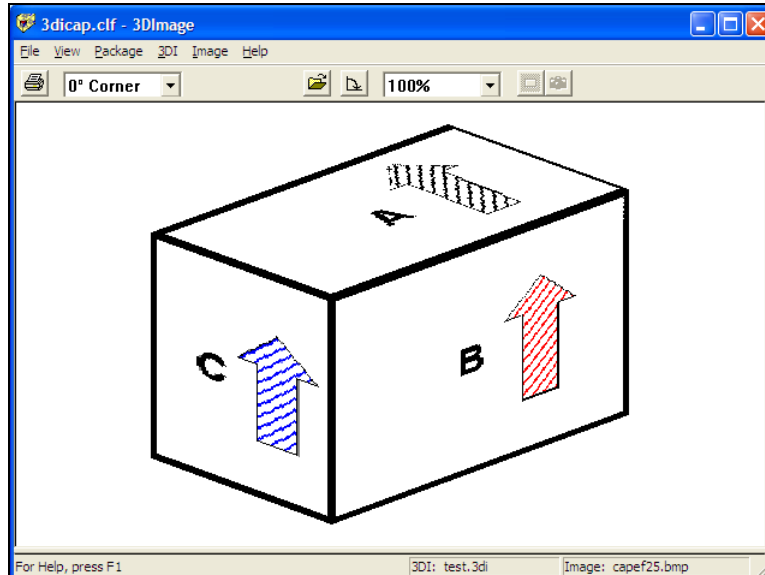 3dicap.clf - 3DImage
File View Package 3DI Image Help
0° Corner 100%
A
B
C
For Help, press F1 3DI: test.3di Image: capef25.bmp